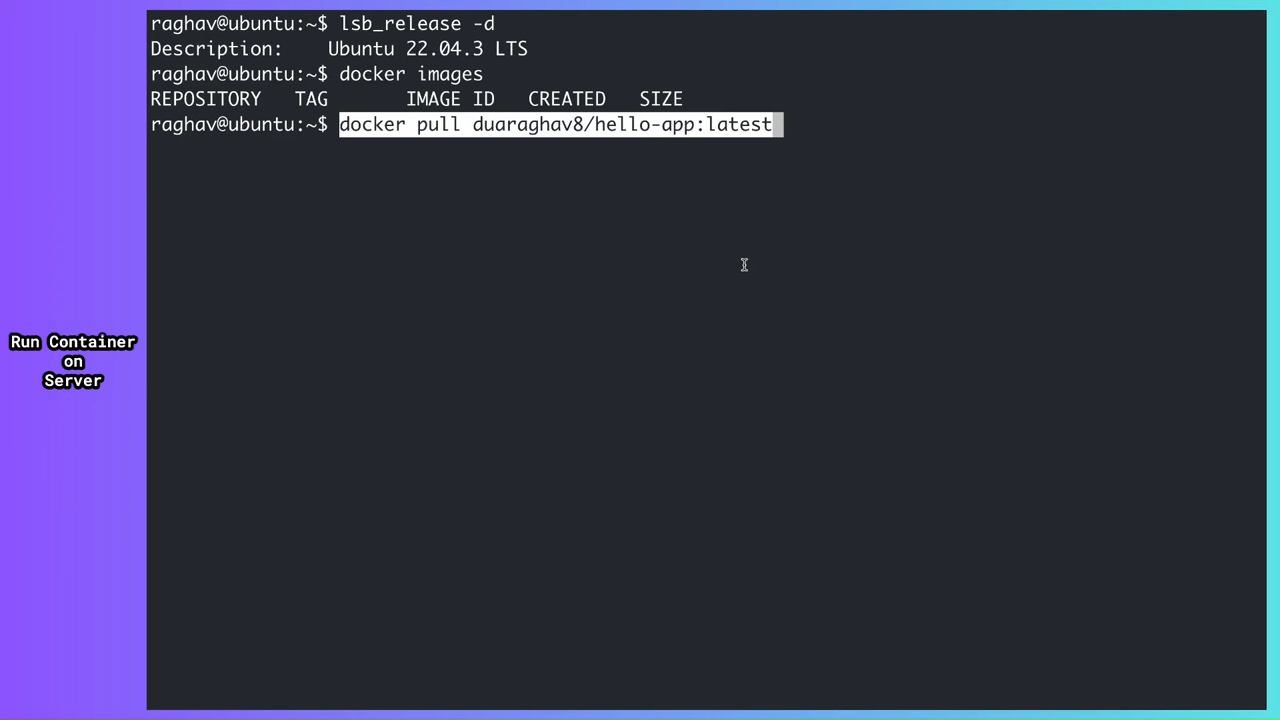 raghav@ubuntu:~$ lsb_release -d
Description:    Ubuntu 22.04.3 LTS
raghav@ubuntu:~$ docker images
REPOSITORY   TAG       IMAGE ID   CREATED   SIZE
raghav@ubuntu:~$ docker pull duaraghav8/hello-app:latest
Run Container
on
Server